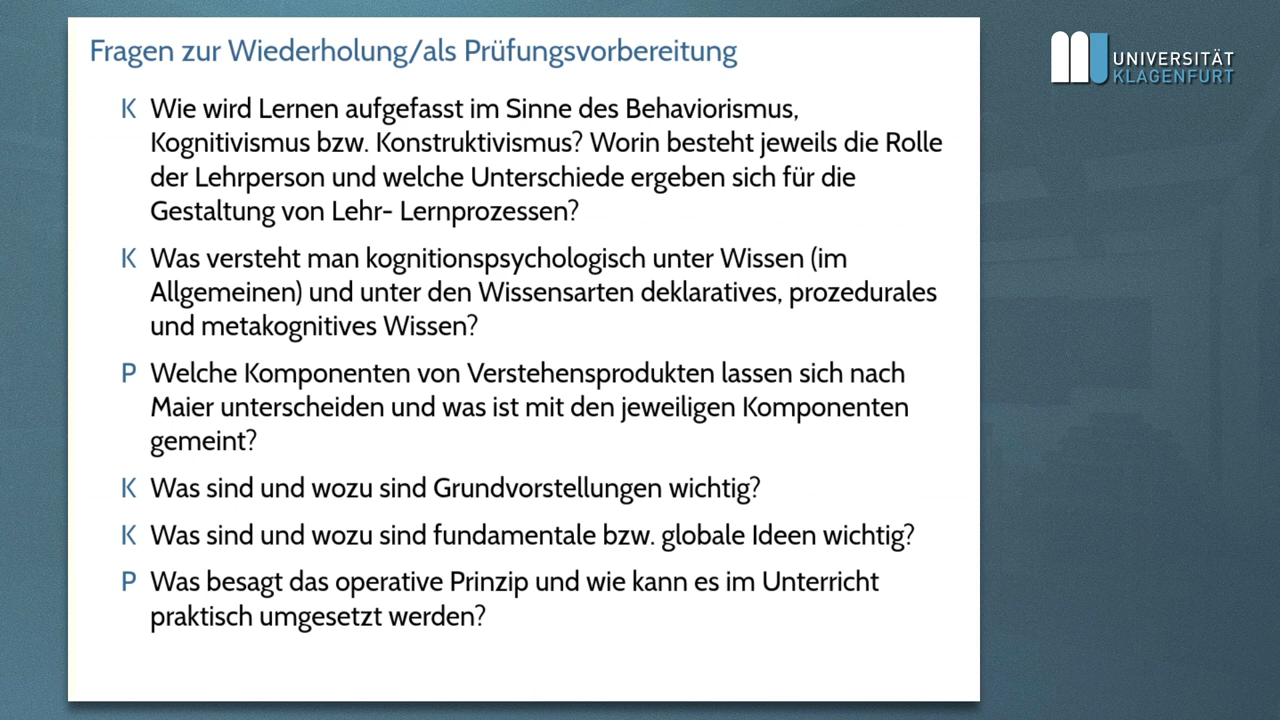 Fragen zur Wiederholung/als Prüfungsvorbereitung
UNIVERSITÄT
KLAGENFURT
K Wie wird Lernen aufgefasst im Sinne des Behaviorismus,
Kognitivismus bzw. Konstruktivismus? Worin besteht jeweils die Rolle
der Lehrperson und welche Unterschiede ergeben sich für die
Gestaltung von Lehr- Lernprozessen?
K Was versteht man kognitionspsychologisch unter Wissen (im
Allgemeinen) und unter den Wissensarten deklaratives, prozedurales
und metakognitives Wissen?
P Welche Komponenten von Verstehensprodukten lassen sich nach
Maier unterscheiden und was ist mit den jeweiligen Komponenten
gemeint?
K Was sind und wozu sind Grundvorstellungen wichtig?
K Was sind und wozu sind fundamentale bzw. globale Ideen wichtig?
P Was besagt das operative Prinzip und wie kann es im Unterricht
praktisch umgesetzt werden?